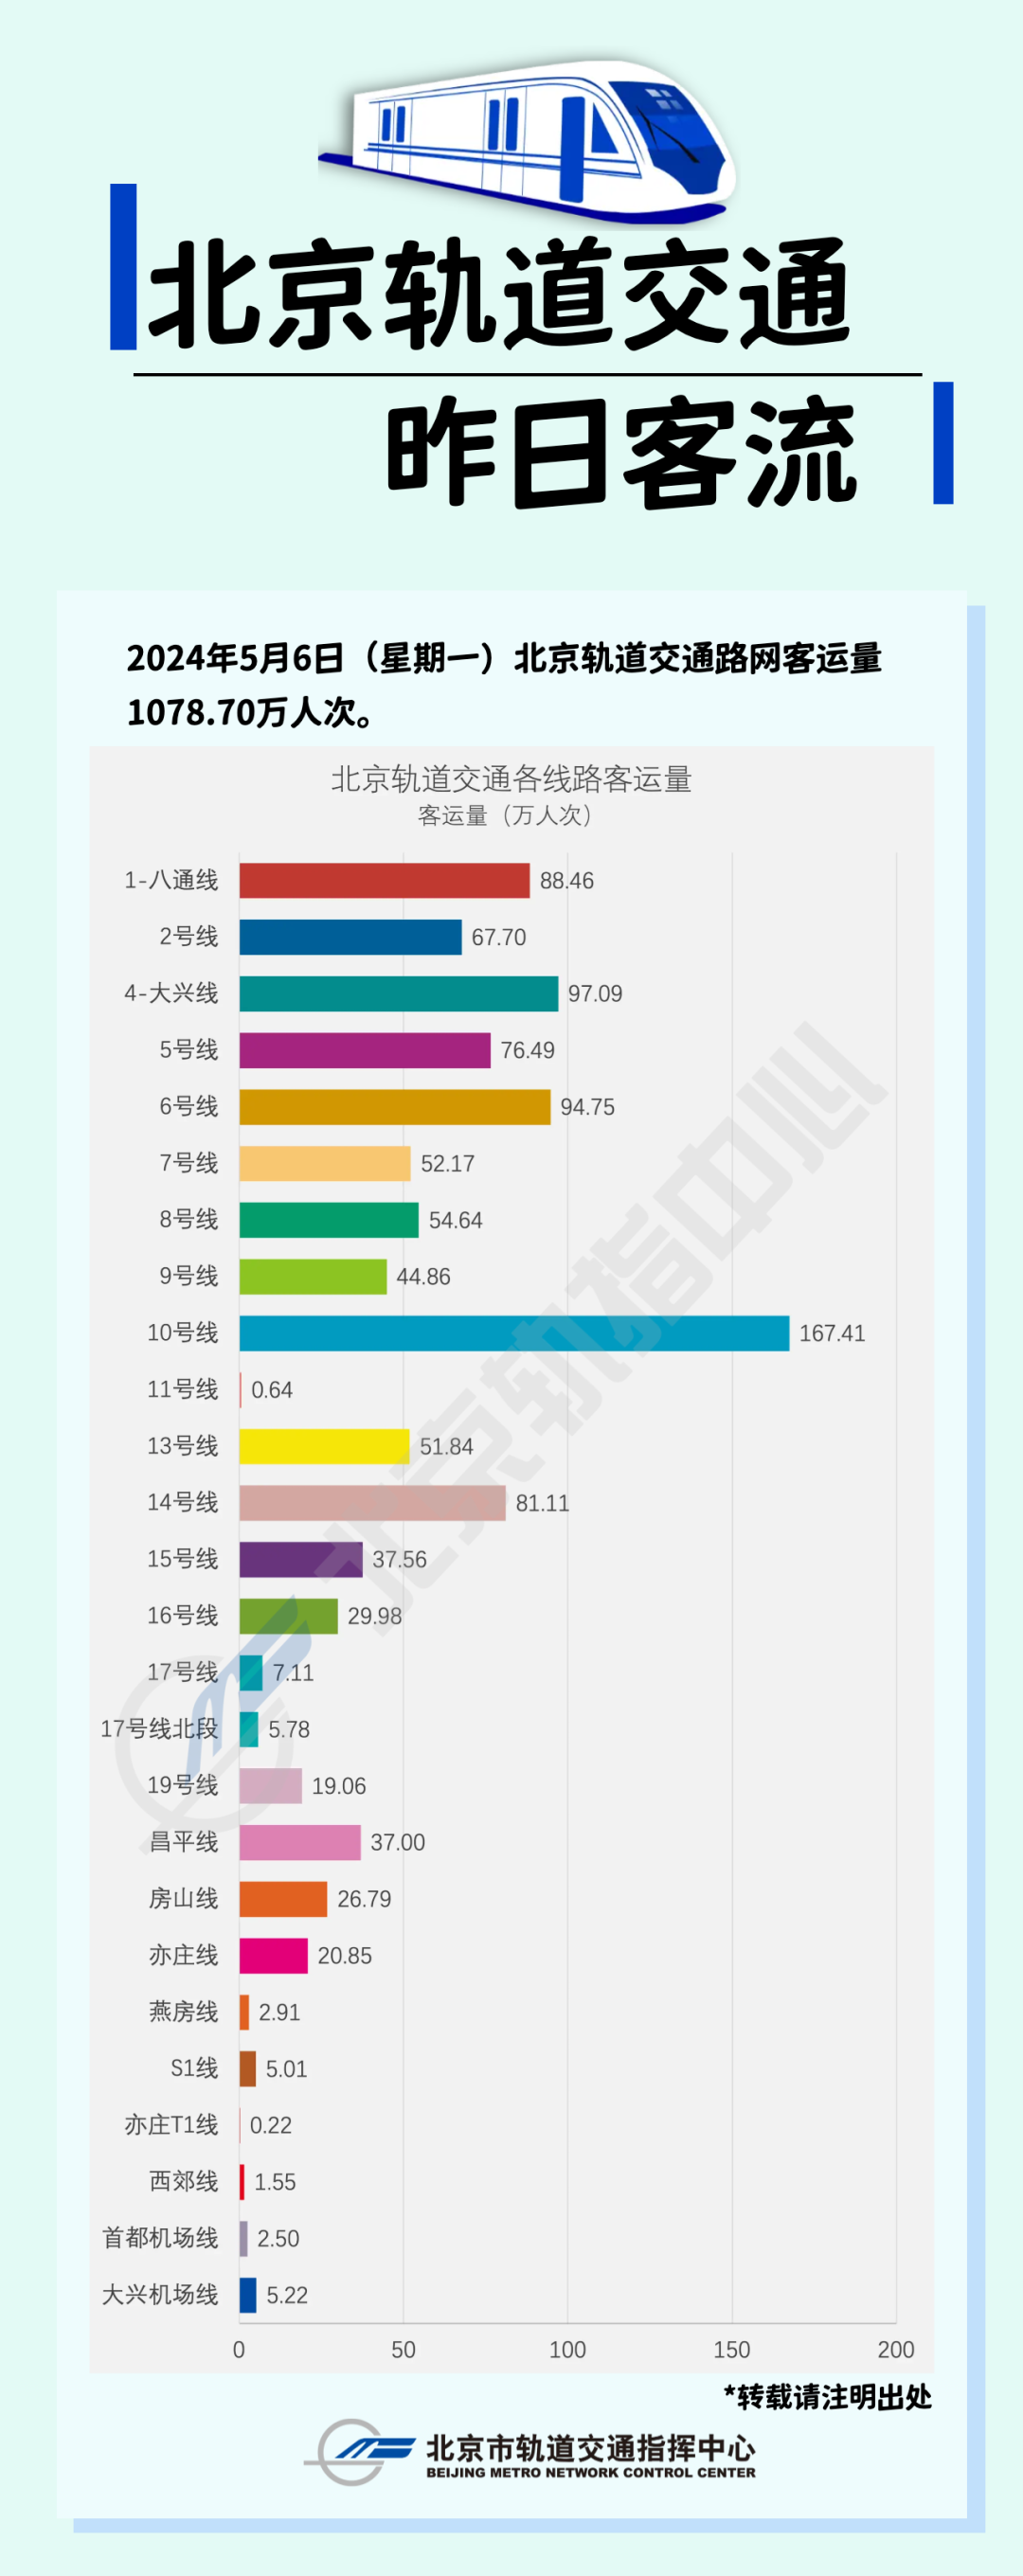 北京轨道交通
昨日客流
2024年5月6日（星期一）北京轨道交通路网客运量
1078.70万人次。
北京轨道交通各线路客运量
客运量（万人次）
1-八通线 88.46
2号线 67.70
4-大兴线 97.09
5号线 76.49
6号线 94.75
7号线 52.17
8号线 54.64
9号线 44.86
10号线 167.41
11号线 0.64
13号线 51.84
14号线 81.11
15号线 37.56
16号线 29.98
17号线 7.11
17号线北段 5.78
19号线 19.06
昌平线 37.00
房山线 26.79
亦庄线 20.85
燕房线 2.91
S1线 5.01
亦庄T1线 0.22
西郊线 1.55
首都机场线 2.50
大兴机场线 5.22
0 50 100 150 200
北京轨指中心
*转载请注明出处
北京市轨道交通指挥中心
BEIJING METRO NETWORK CONTROL CENTER